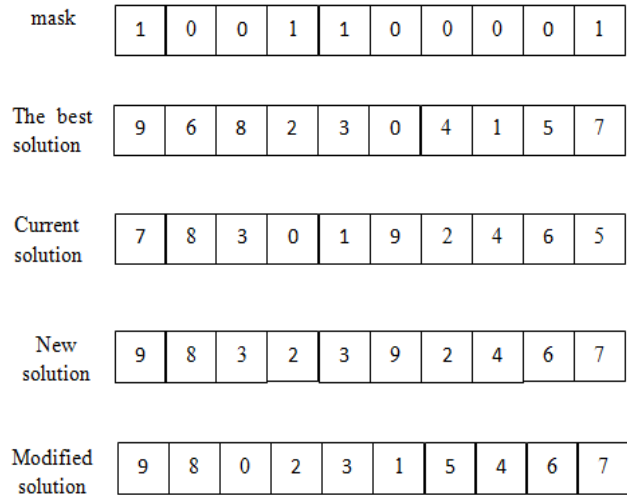 mask 1 0 0 1 1 0 0 0 0 1
The best solution 9 6 8 2 3 0 4 1 5 7
Current solution 7 8 3 0 1 9 2 4 6 5
New solution 9 8 3 2 3 9 2 4 6 7
Modified solution 9 8 0 2 3 1 5 4 6 7